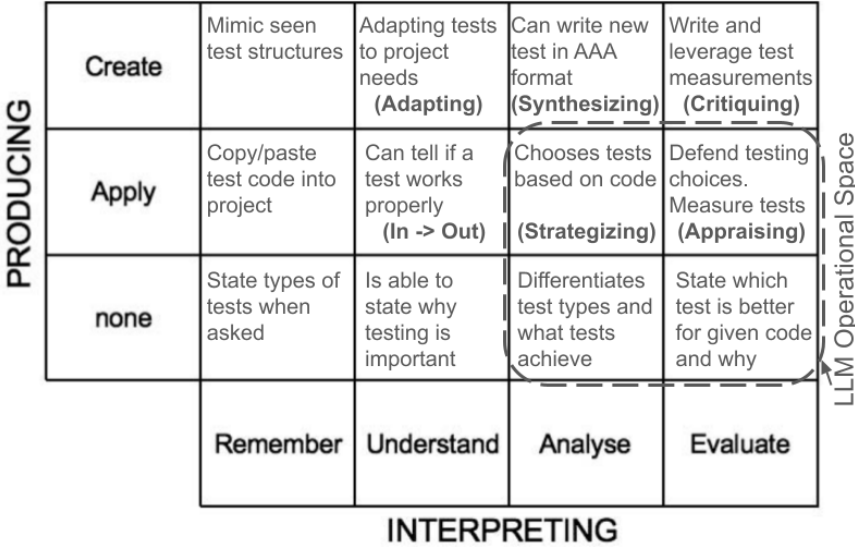 PRODUCING
Create
Mimic seen
test structures
Adapting tests
to project
needs
(Adapting)
Can write new
test in AAA
format
(Synthesizing)
Write and
leverage test
measurements
(Critiquing)
Apply
Copy/paste
test code into
project
Can tell if a
test works
properly
(In -> Out)
Chooses tests
based on code
(Strategizing)
Defend testing
choices.
Measure tests
(Appraising)
none
State types of
tests when
asked
Is able to
state why
testing is
important
Differentiates
test types and
what tests
achieve
State which
test is better
for given code
and why
LLM Operational Space
Remember
Understand
Analyse
Evaluate
INTERPRETING